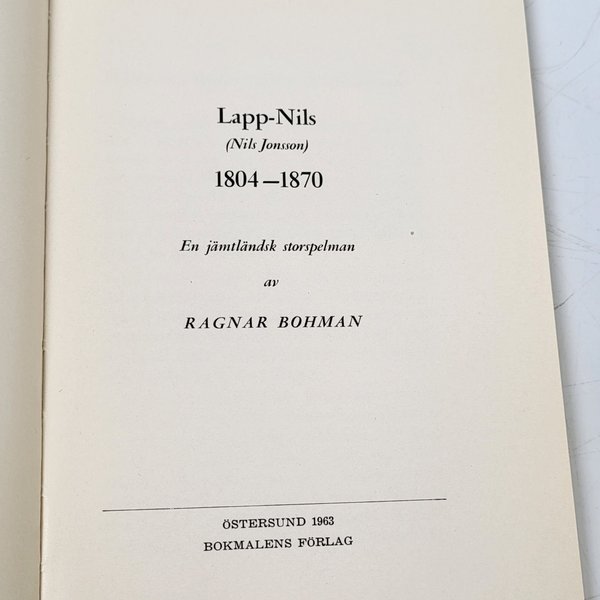 Lapp-Nils
(Nils Jonsson)
1804—1870
En jämtländsk storspelman
av
RAGNAR BOHMAN
ÖSTERSUND 1963
BOKMALENS FÖRLAG